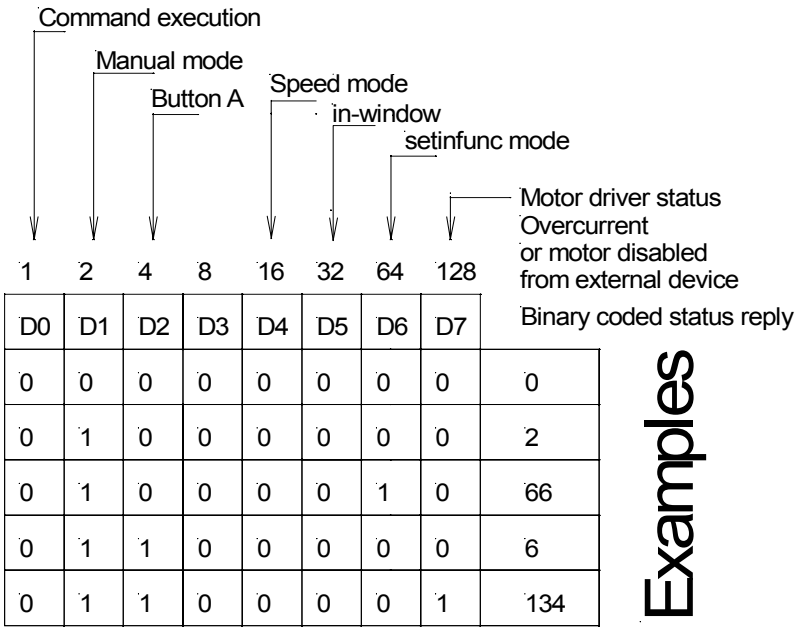 Command execution
Manual mode
Button A
Speed mode
in-window
setinfunc mode
Motor driver status
Overcurrent
or motor disabled
from external device
1 2 4 8 16 32 64 128
Binary coded status reply
D0 D1 D2 D3 D4 D5 D6 D7
0 0 0 0 0 0 0 0 0
0 1 0 0 0 0 0 0 2
0 1 0 0 0 0 1 0 66
0 1 1 0 0 0 0 0 6
0 1 1 0 0 0 0 1 134
Examples